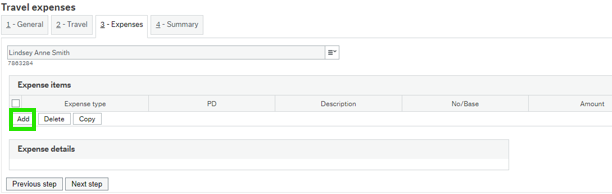 Travel expenses
1 - General 2 - Travel 3 - Expenses 4 - Summary
Lindsey Anne Smith
7863284
Expense items
Expense type PD Description No/Base Amount
Add Delete Copy
Expense details
Previous step Next step